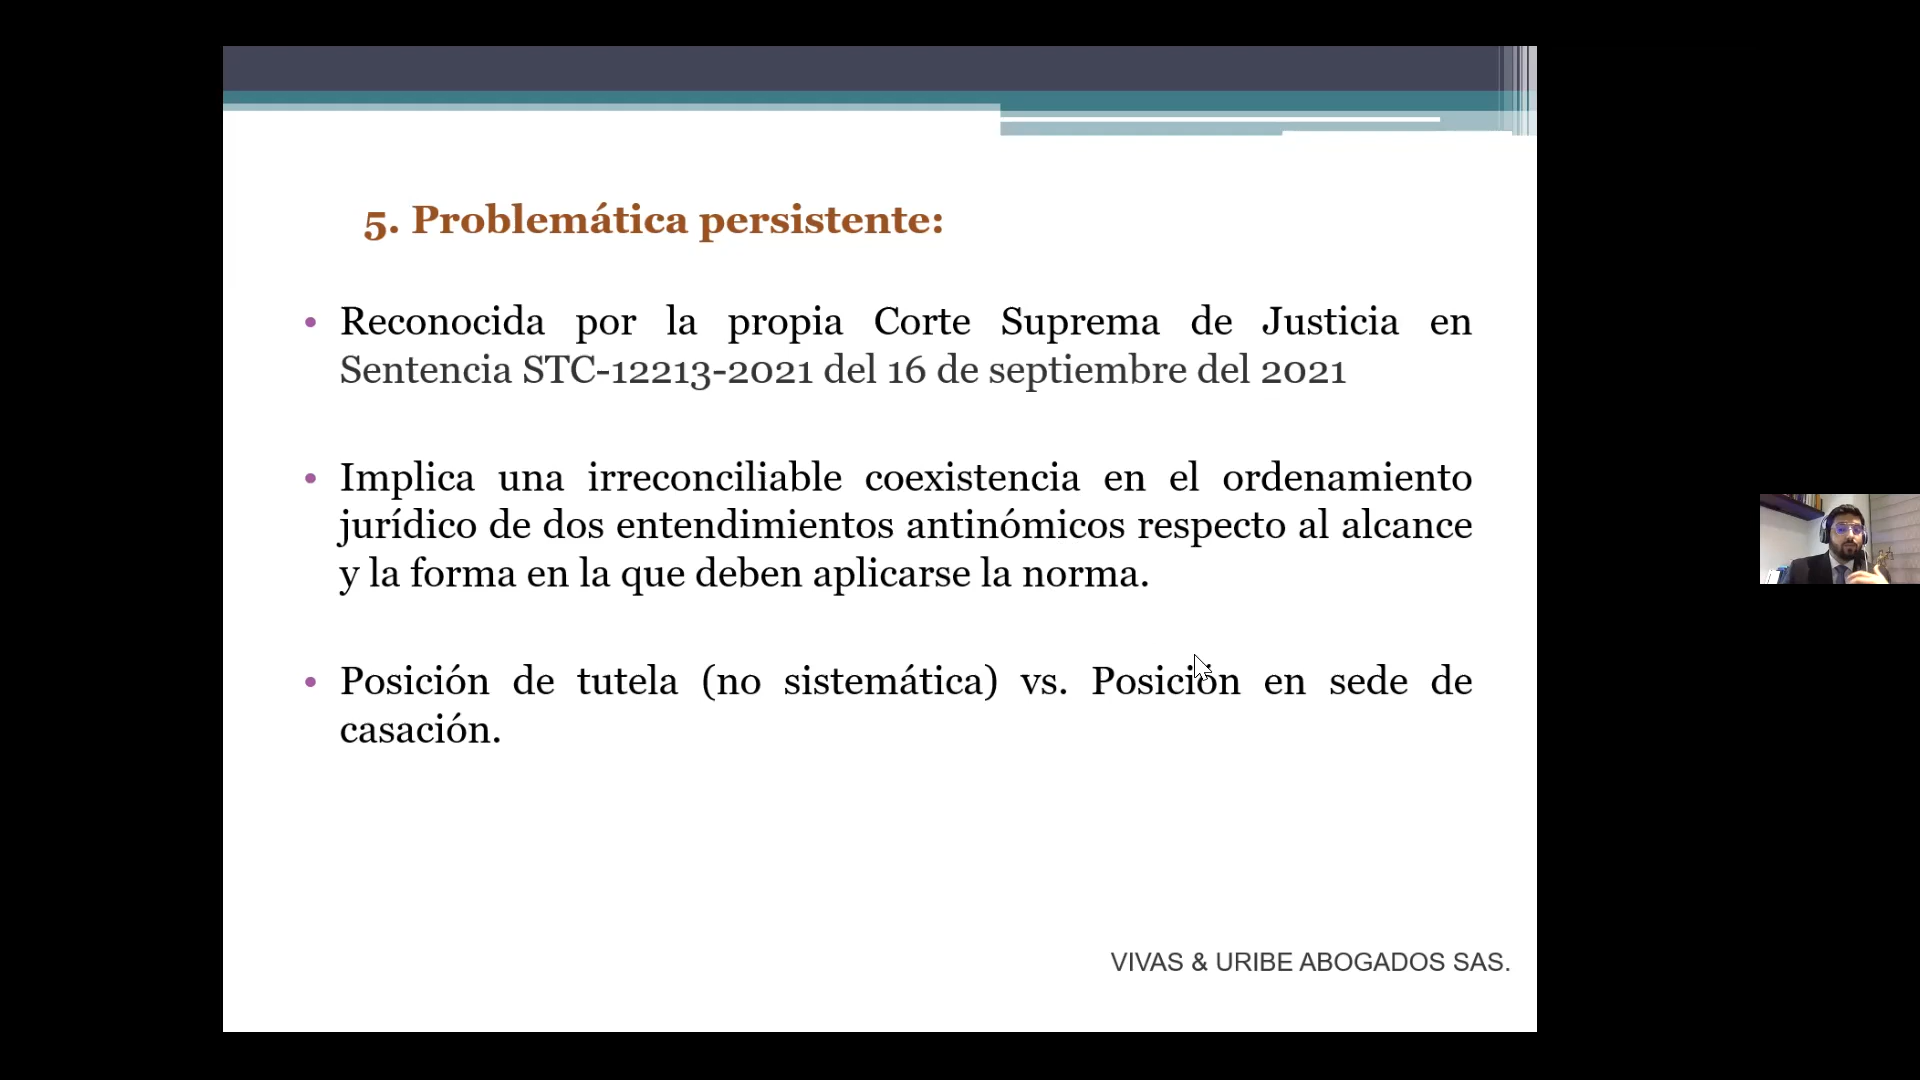 5. Problemática persistente:
• Reconocida por la propia Corte Suprema de Justicia en
Sentencia STC-12213-2021 del 16 de septiembre del 2021
• Implica una irreconciliable coexistencia en el ordenamiento
jurídico de dos entendimientos antinómicos respecto al alcance
y la forma en la que deben aplicarse la norma.
• Posición de tutela (no sistemática) vs. Posición en sede de
casación.
VIVAS & URIBE ABOGADOS SAS.